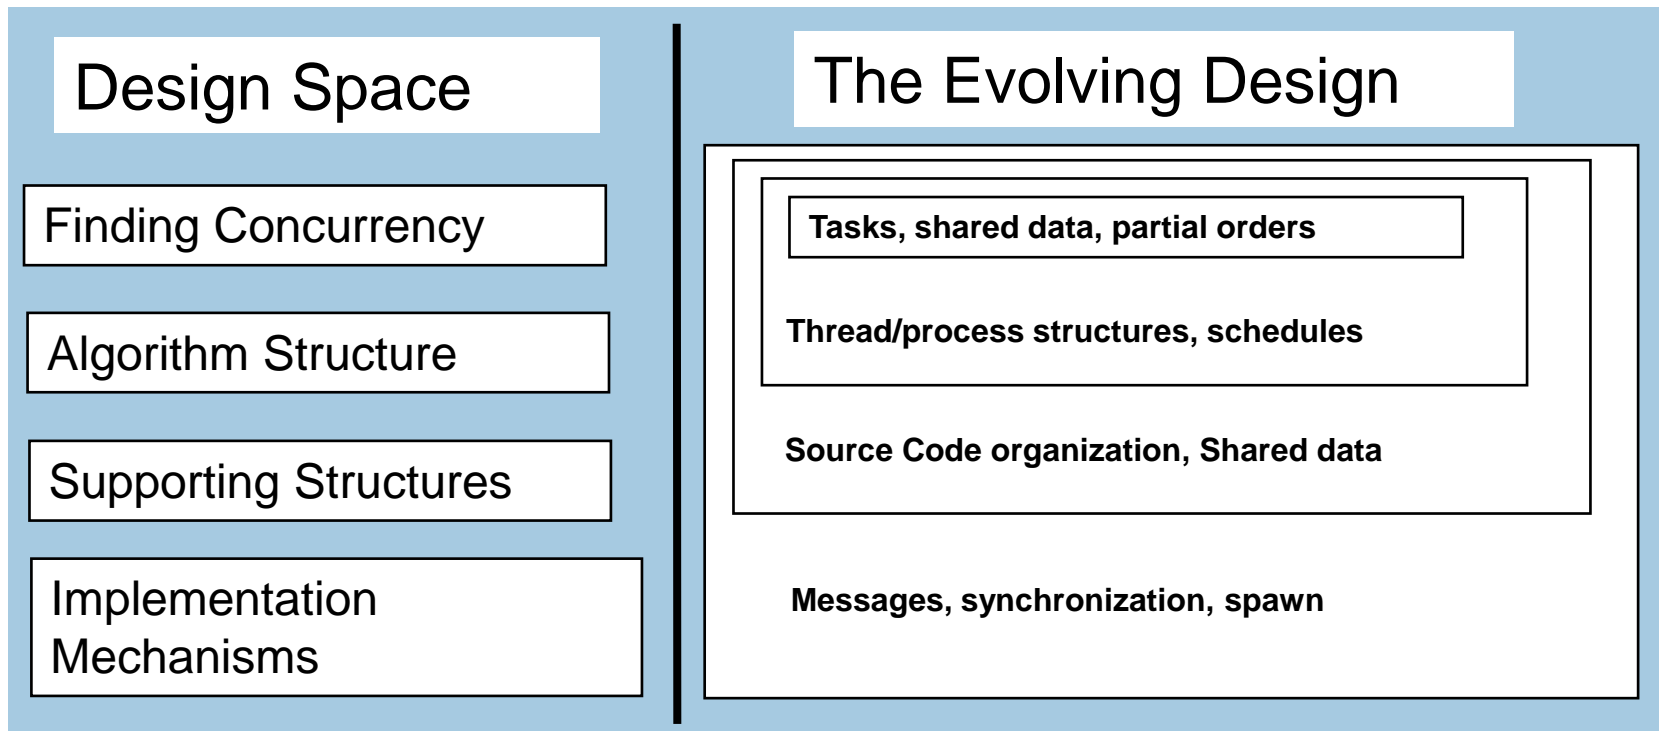 Design Space
Finding Concurrency
Algorithm Structure
Supporting Structures
Implementation
Mechanisms
The Evolving Design
Tasks, shared data, partial orders
Thread/process structures, schedules
Source Code organization, Shared data
Messages, synchronization, spawn